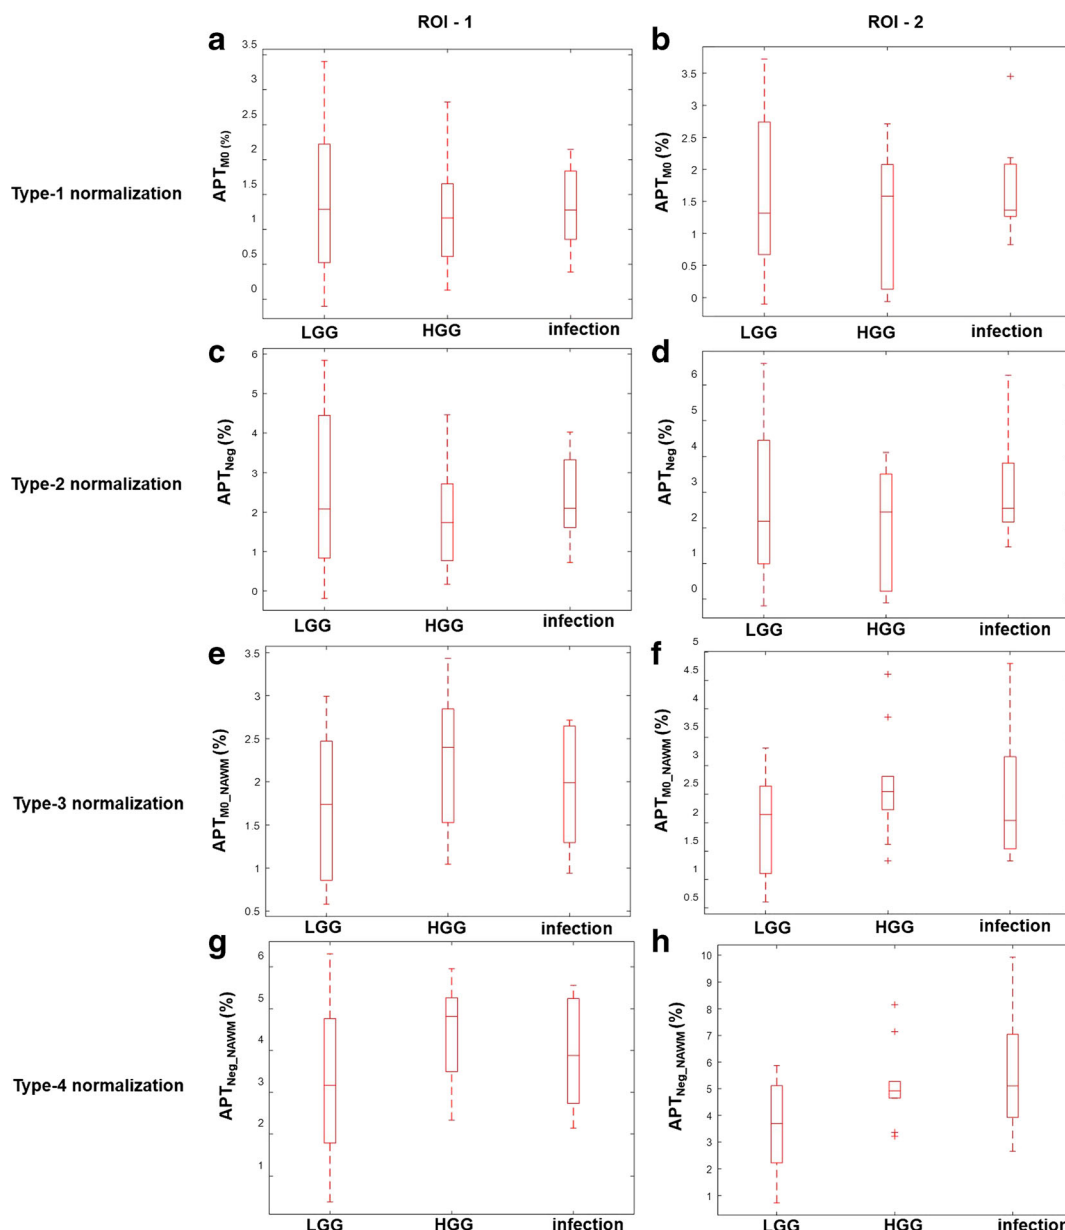 ROI - 1
ROI - 2
a
3.5
3
2.5
2
1.5
1
0.5
0
APT_M0 (%)
LGG HGG infection
b
3.5
3
2.5
2
1.5
1
0.5
0
APT_M0 (%)
LGG HGG infection
Type-1 normalization
c
6
5
4
3
2
1
0
APT_Neg (%)
LGG HGG infection
d
6
5
4
3
2
1
0
APT_Neg (%)
LGG HGG infection
Type-2 normalization
e
3.5
3
2.5
2
1.5
1
0.5
APT_M0_NAWM (%)
LGG HGG infection
f
5
4.5
4
3.5
3
2.5
2
1.5
1
0.5
APT_M0_NAWM (%)
LGG HGG infection
Type-3 normalization
g
6
5
4
3
2
1
APT_Neg_NAWM (%)
LGG HGG infection
h
10
9
8
7
6
5
4
3
2
1
APT_Neg_NAWM (%)
LGG HGG infection
Type-4 normalization